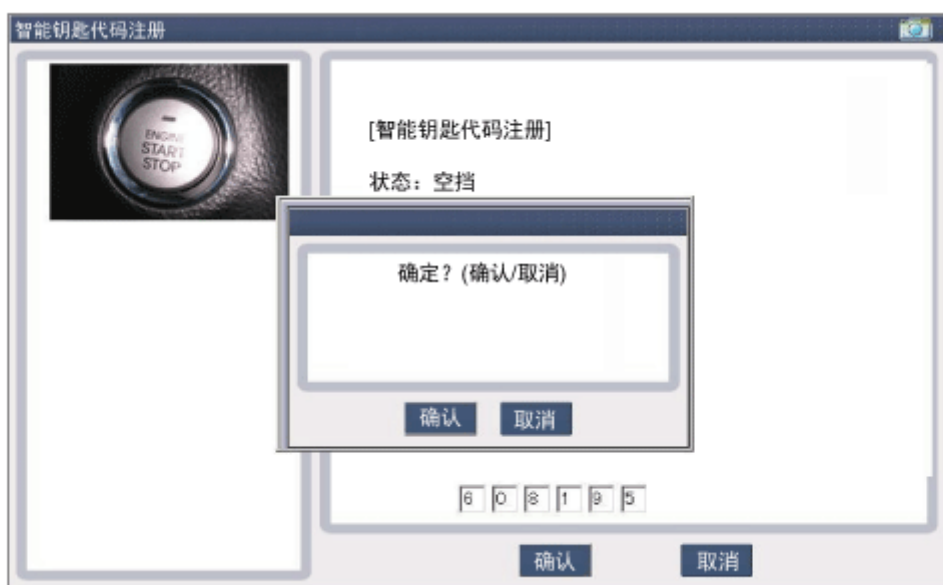 智能钥匙代码注册
ENGINE
START
STOP
[智能钥匙代码注册]
状态：空挡
确定？(确认/取消)
确认 取消
6 0 8 1 9 5
确认 取消